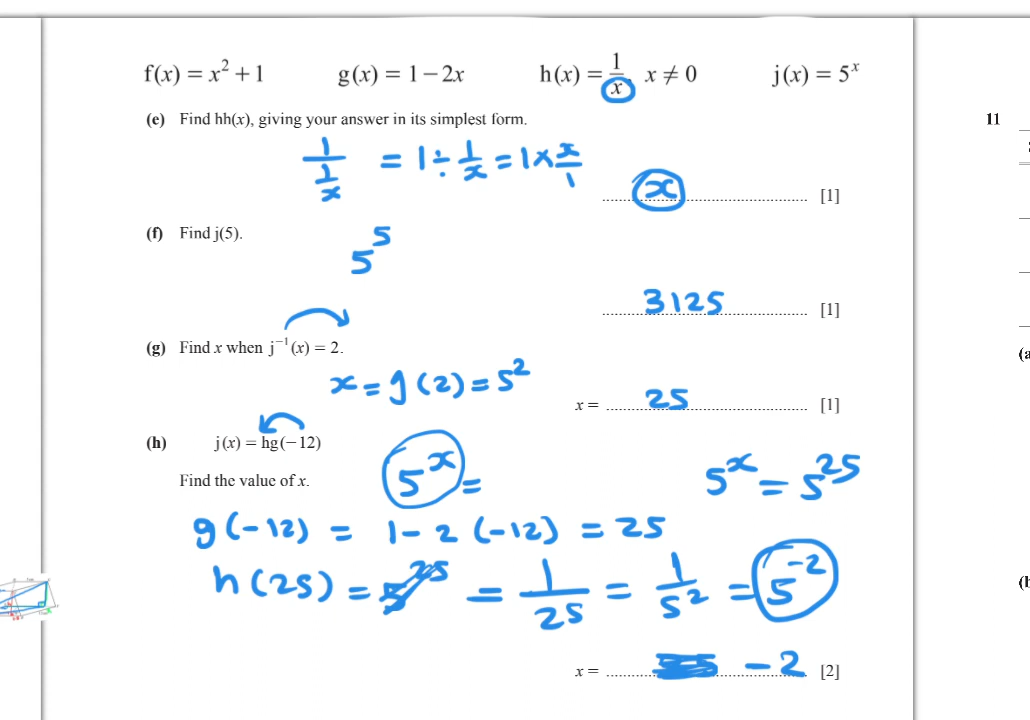 f(x) = x² + 1 g(x) = 1 − 2x h(x) = 1/x, x ≠ 0 j(x) = 5ˣ
(e) Find hh(x), giving your answer in its simplest form.
1/(1/x) = 1 ÷ 1/x = 1 × x/1
x [1]
(f) Find j(5).
5⁵
3125 [1]
(g) Find x when j⁻¹(x) = 2.
x = g(2) = 5²
x = 25 [1]
(h) j(x) = hg(−12)
Find the value of x.
5ˣ =
5ˣ = 5²⁵
g(−12) = 1 − 2(−12) = 25
h(25) = 5²⁵ = 1/25 = 1/5² = 5⁻²
x = −2 [2]
11
(a
(h